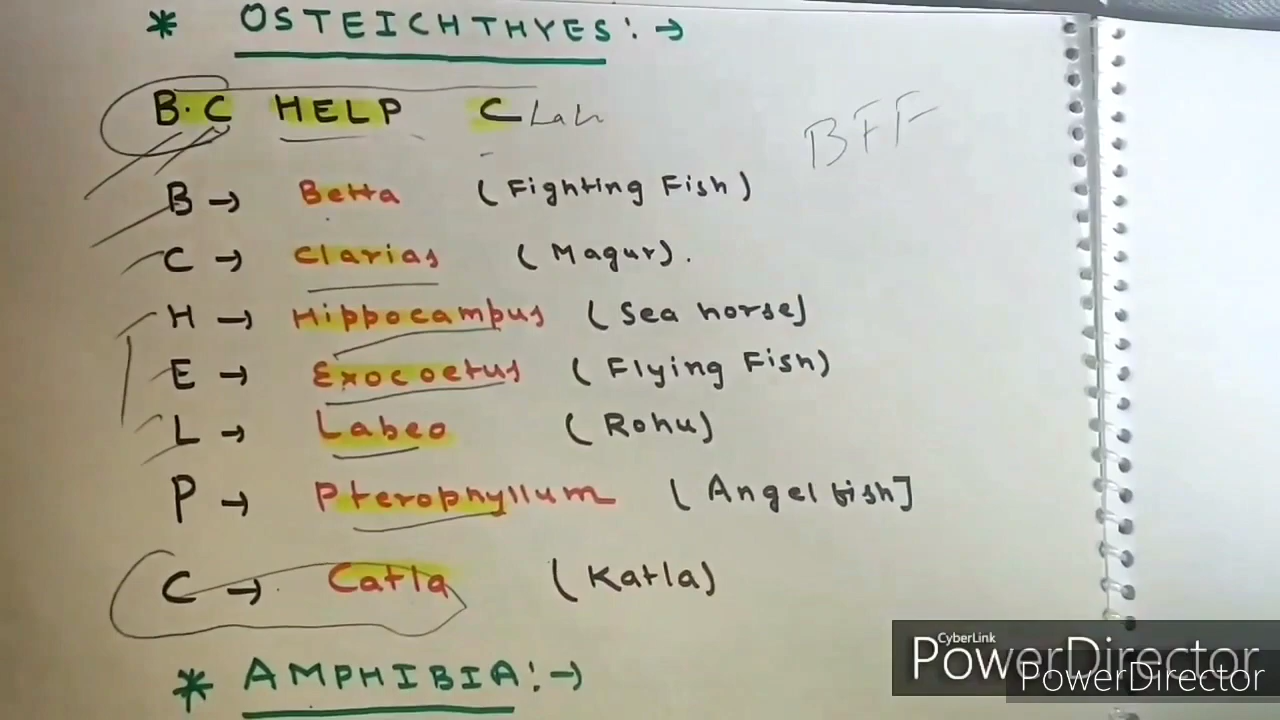 * OSTEICHTHYES: →
B.C HELP C
BFF
B → Betta (Fighting Fish)
C → Clarias (Magur).
H → Hippocampus (Sea horse]
E → Exocoetus (Flying Fish)
L → Labeo (Rohu)
P → Pterophyllum (Angel fish]
C → Catla (Katla)
* AMPHIBIA: →
CyberLink
PowerDirector
PowerDirector